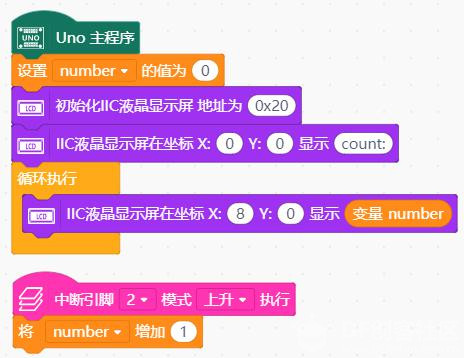 UNO Uno 主程序
设置 number 的值为 0
LCD 初始化IIC液晶显示屏 地址为 0x20
LCD IIC液晶显示屏在坐标 X: 0 Y: 0 显示 count:
循环执行
LCD IIC液晶显示屏在坐标 X: 8 Y: 0 显示 变量 number
中断引脚 2 模式 上升 执行
将 number 增加 1